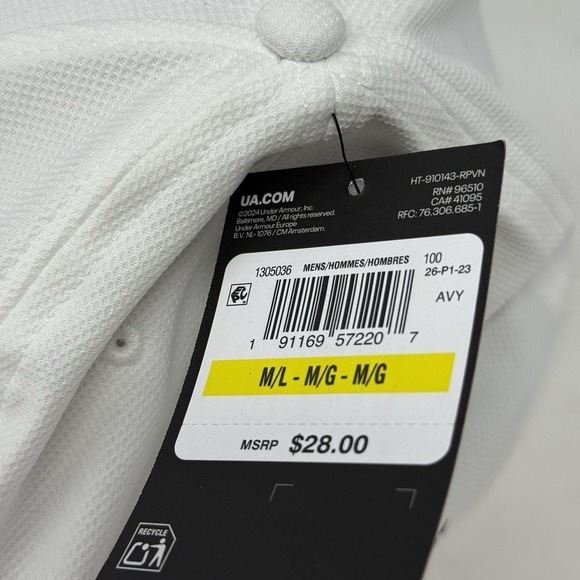 HT-910143-RPVN
UA.COM
RN# 96510
©2024 Under Armour, Inc.
CA# 41095
Baltimore, MD / All rights reserved.
RFC: 76.306.685-1
Under Armour Europe
B.V. NL-1076 / CM Amsterdam.
1305036 MENS/HOMMES/HOMBRES 100
26-P1-23
AVY
1 91169 57220 7
M/L - M/G - M/G
MSRP $28.00
RECYCLE